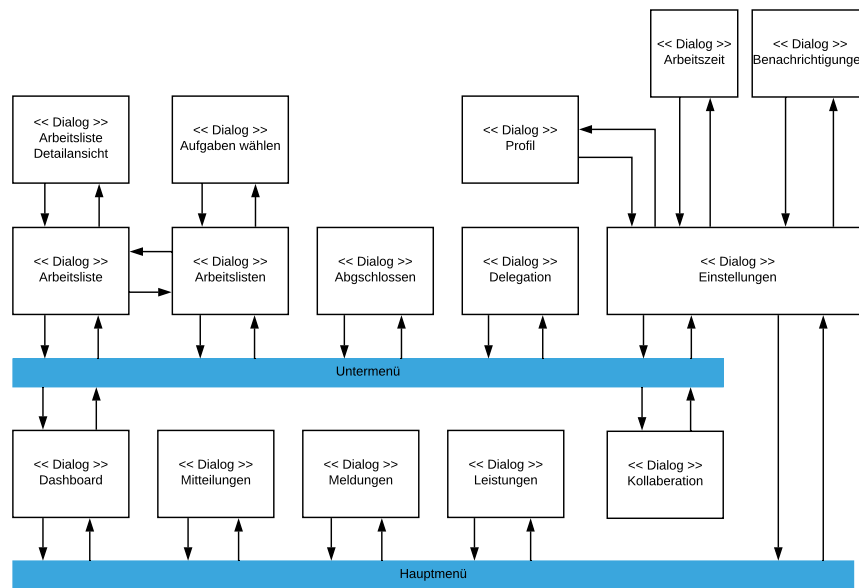 << Dialog >>
Arbeitszeit
<< Dialog >>
Benachrichtigunge
<< Dialog >>
Arbeitsliste
Detailansicht
<< Dialog >>
Aufgaben wählen
<< Dialog >>
Profil
<< Dialog >>
Arbeitsliste
<< Dialog >>
Arbeitslisten
<< Dialog >>
Abgschlossen
<< Dialog >>
Delegation
<< Dialog >>
Einstellungen
Untermenü
<< Dialog >>
Dashboard
<< Dialog >>
Mitteilungen
<< Dialog >>
Meldungen
<< Dialog >>
Leistungen
<< Dialog >>
Kollaberation
Hauptmenü